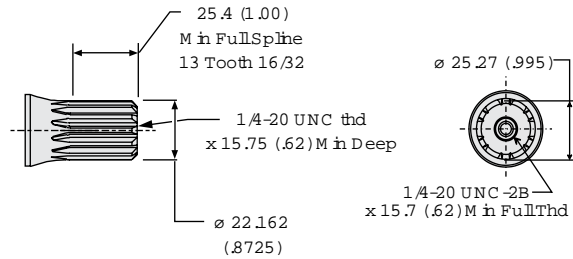 25.4 (1.00)
Min Full Spline
13 Tooth 16/32
1/4-20 UNC thd
x 15.75 (.62) Min Deep
ø 22.162
(.8725)
ø 25.27 (.995)
1/4-20 UNC-2B
x 15.7 (.62) Min Full Thd